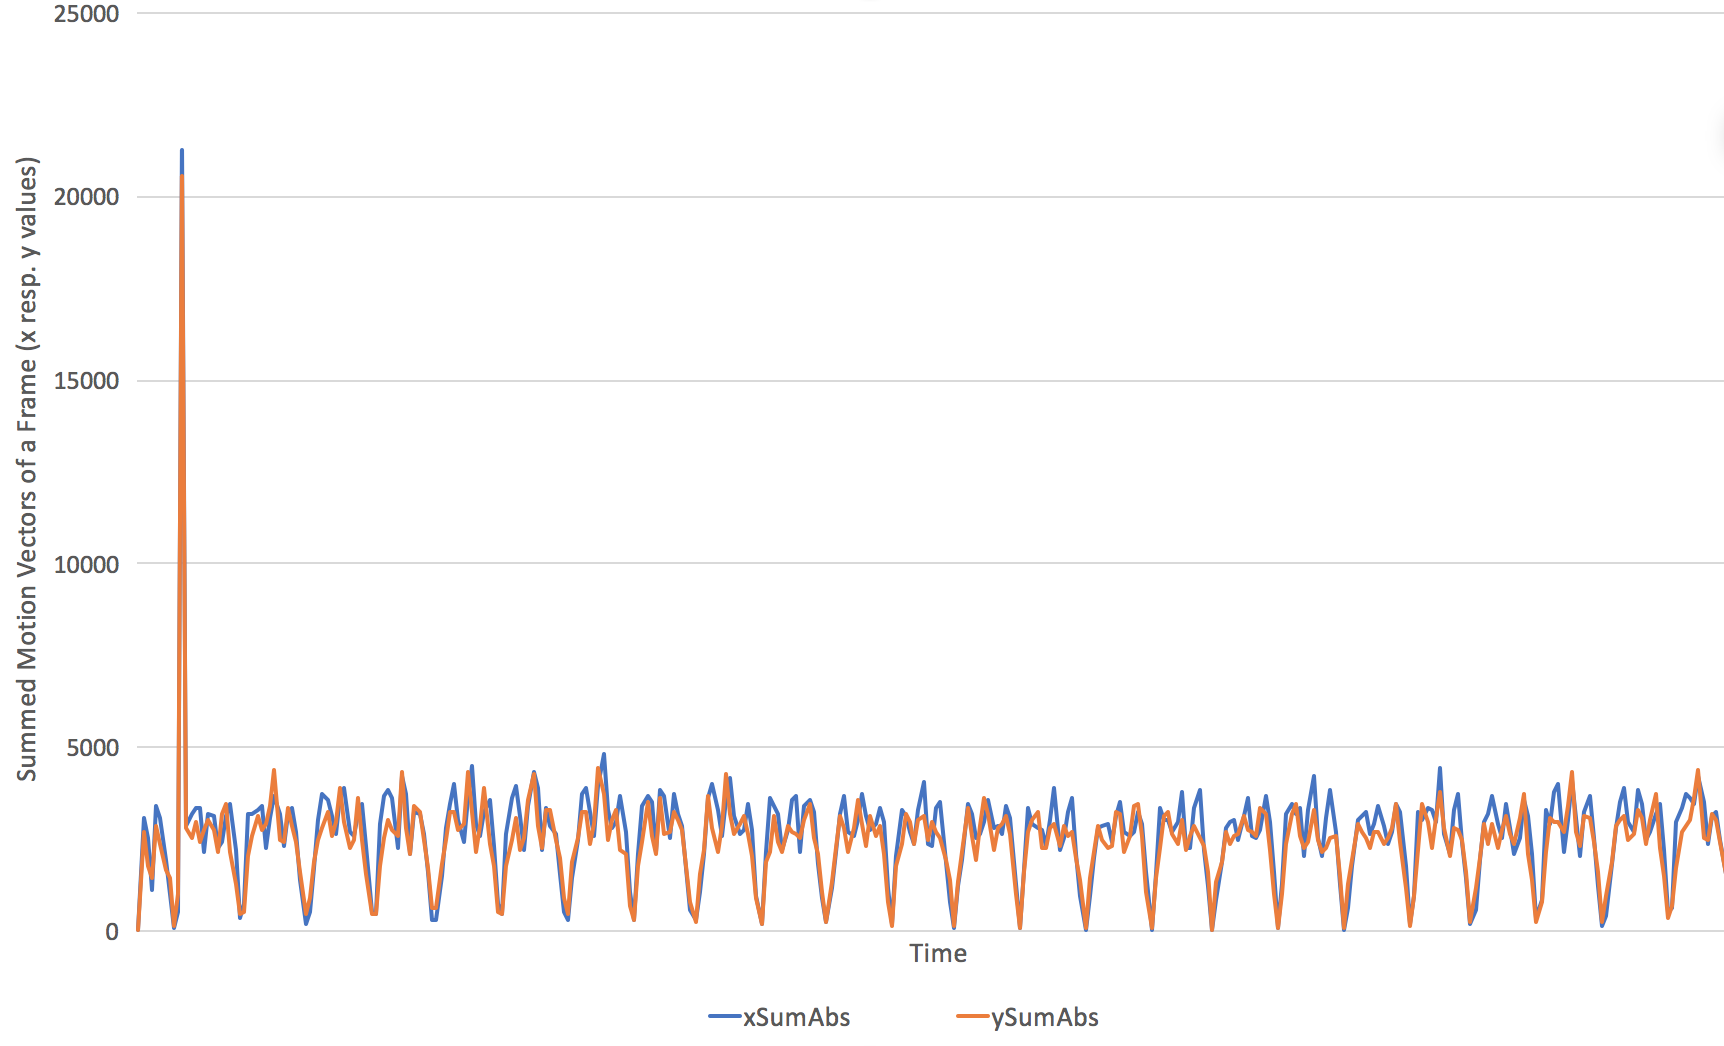 25000
20000
15000
10000
5000
0
Summed Motion Vectors of a Frame (x resp. y values)
Time
xSumAbs
ySumAbs